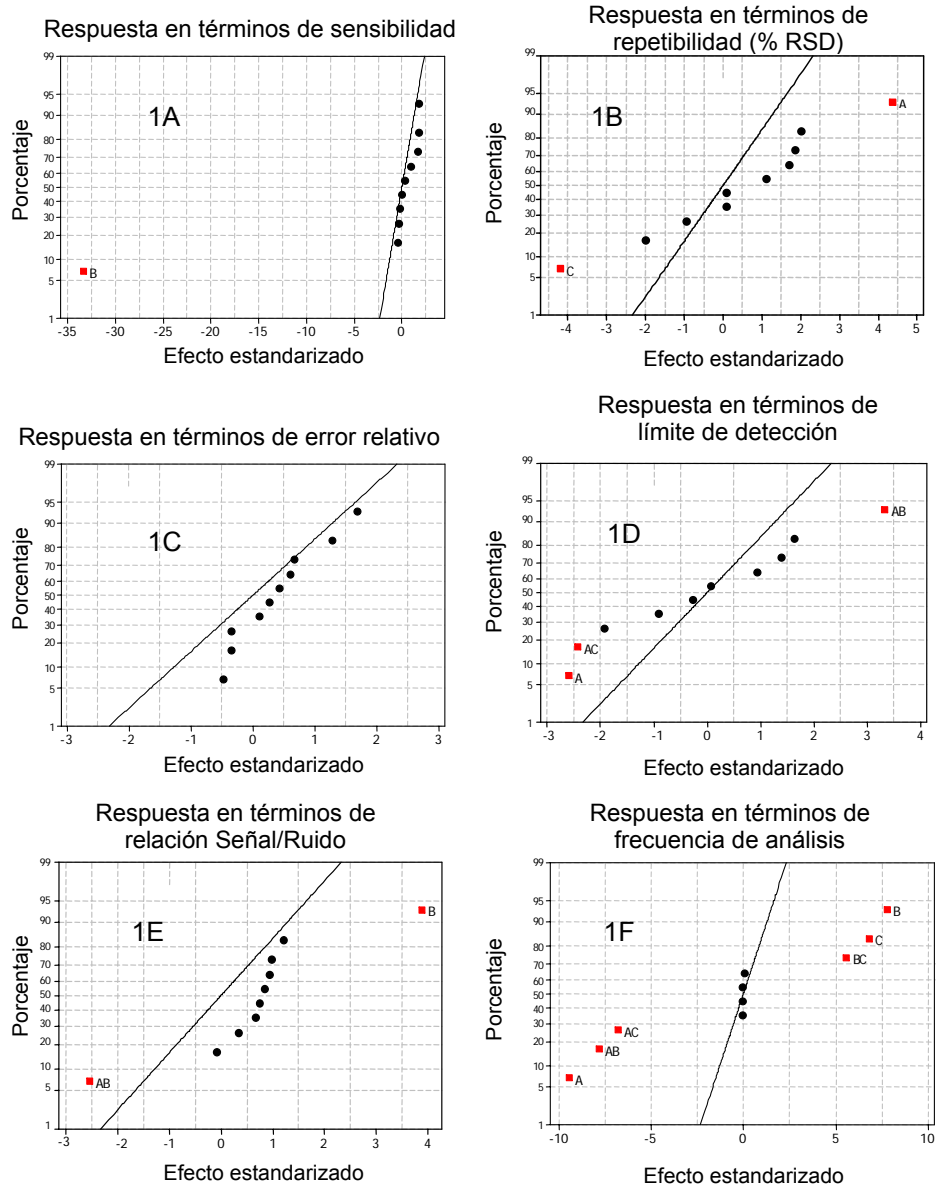 Respuesta en términos de sensibilidad
Porcentaje
99
95
90
80
70
60
50
40
30
20
10
5
1
1A
B
-35 -30 -25 -20 -15 -10 -5 0
Efecto estandarizado
Respuesta en términos de
repetibilidad (% RSD)
Porcentaje
99
95
90
80
70
60
50
40
30
20
10
5
1
1B
A
C
-4 -2 -1 0 1 2 3 4 5
Efecto estandarizado
Respuesta en términos de error relativo
Porcentaje
99
95
90
80
70
60
50
40
30
20
10
5
1
1C
-3 -2 -1 0 1 2 3
Efecto estandarizado
Respuesta en términos de
límite de detección
Porcentaje
99
95
90
80
70
60
50
40
30
20
10
5
1
1D
AB
AC
A
-3 -2 -1 0 1 2 3 4
Efecto estandarizado
Respuesta en términos de
relación Señal/Ruido
Porcentaje
99
95
90
80
70
60
50
40
30
20
10
5
1
1E
B
AB
-3 -2 -1 0 1 2 3 4
Efecto estandarizado
Respuesta en términos de
frecuencia de análisis
Porcentaje
99
95
90
80
70
60
50
40
30
20
10
5
1
1F
B
C
BC
AC
AB
A
-10 -5 0 5 10
Efecto estandarizado